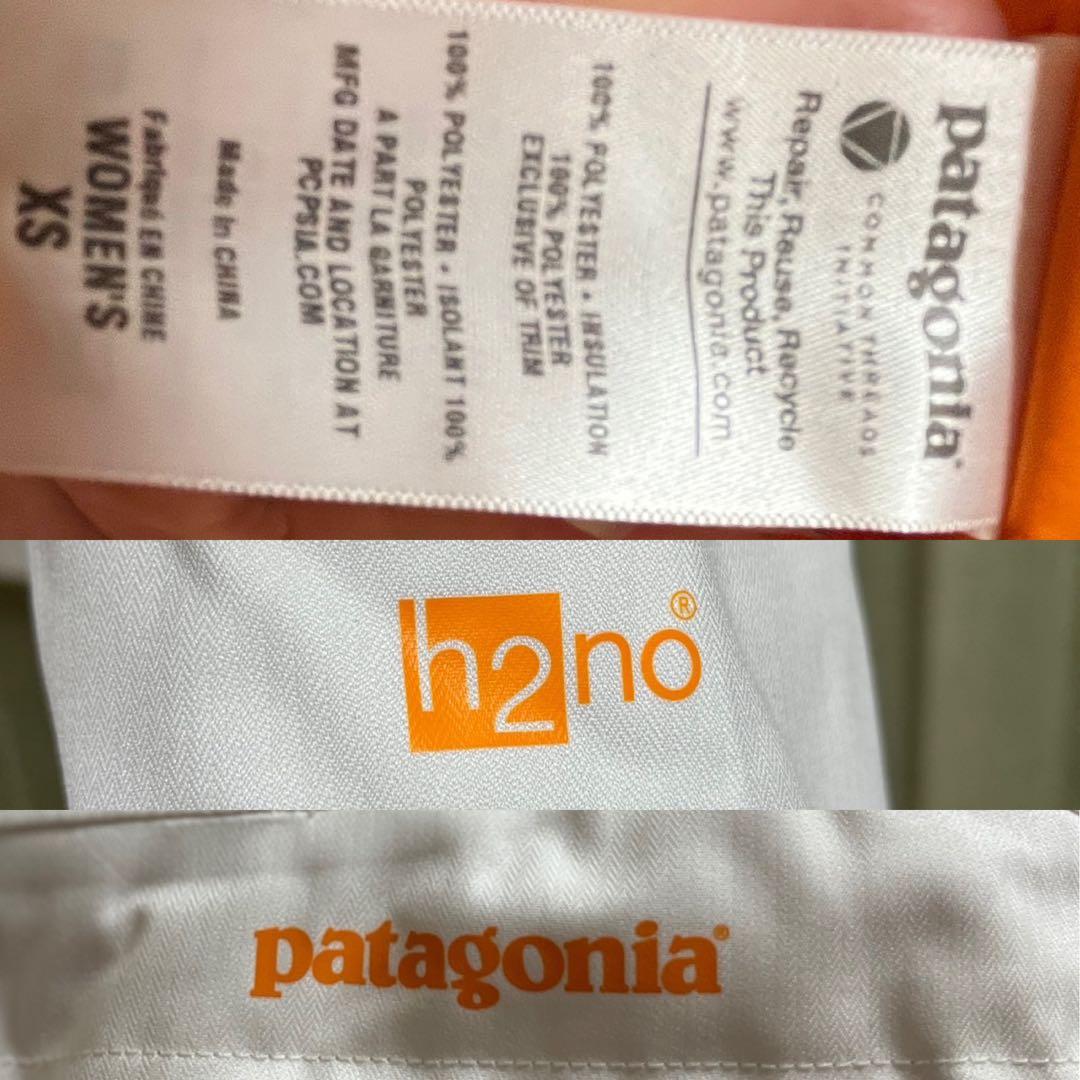 patagonia®
COMMON THREADS
INITIATIVE
Repair, Reuse, Recycle
This Product
www.patagonia.com
100% POLYESTER • INSULATION
100% POLYESTER
EXCLUSIVE OF TRIM
100% POLYESTER • ISOLANT 100%
POLYESTER
A PART LA GARNITURE
MFG DATE AND LOCATION AT
PCPSIA.COM
Made in CHINA
Fabriqué EN CHINE
WOMEN'S
XS
h2no®
patagonia®